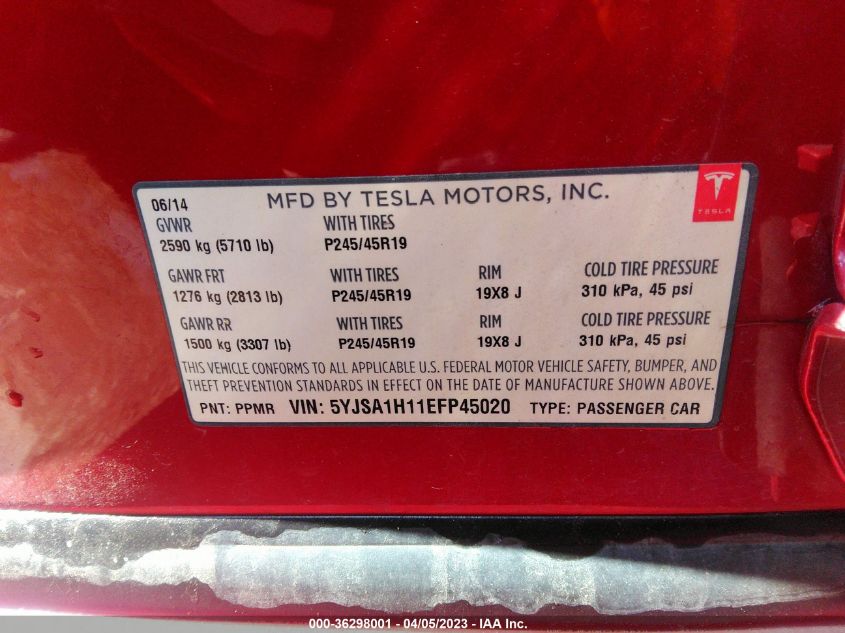 06/14 MFD BY TESLA MOTORS, INC.
TESLA
GVWR WITH TIRES
2590 kg (5710 lb) P245/45R19
GAWR FRT WITH TIRES RIM COLD TIRE PRESSURE
1276 kg (2813 lb) P245/45R19 19X8 J 310 kPa, 45 psi
GAWR RR WITH TIRES RIM COLD TIRE PRESSURE
1500 kg (3307 lb) P245/45R19 19X8 J 310 kPa, 45 psi
THIS VEHICLE CONFORMS TO ALL APPLICABLE U.S. FEDERAL MOTOR VEHICLE SAFETY, BUMPER, AND
THEFT PREVENTION STANDARDS IN EFFECT ON THE DATE OF MANUFACTURE SHOWN ABOVE.
PNT: PPMR VIN: 5YJSA1H11EFP45020 TYPE: PASSENGER CAR
000-36298001 - 04/05/2023 - IAA Inc.